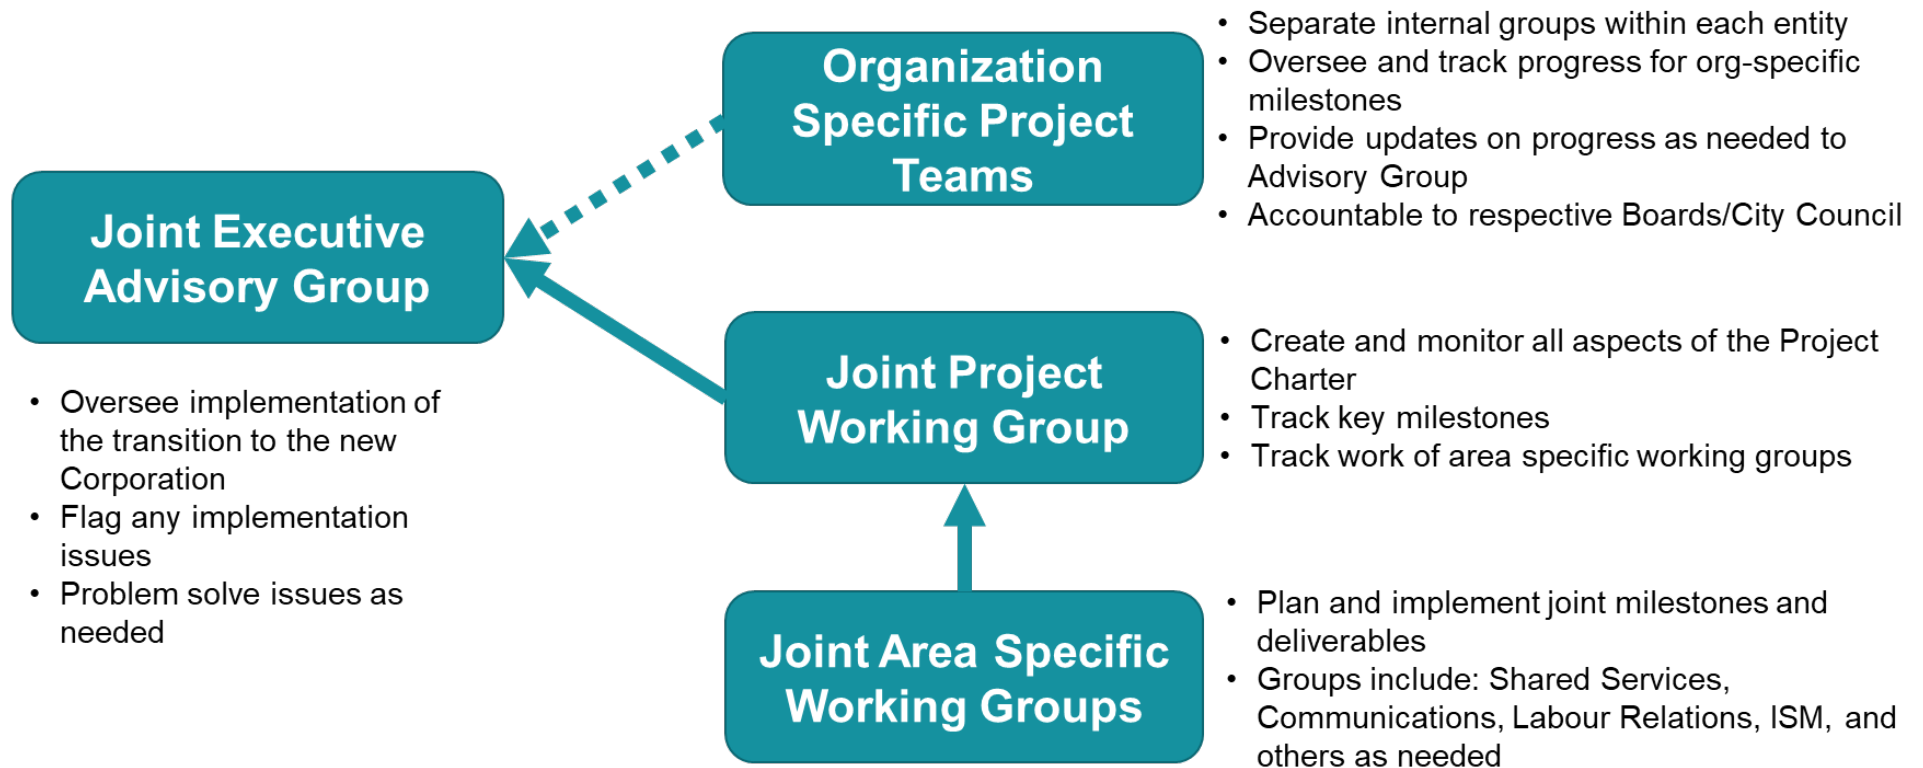 Organization
Specific Project
Teams
• Separate internal groups within each entity
• Oversee and track progress for org-specific
milestones
• Provide updates on progress as needed to
Advisory Group
• Accountable to respective Boards/City Council
Joint Executive
Advisory Group
• Oversee implementation of
the transition to the new
Corporation
• Flag any implementation
issues
• Problem solve issues as
needed
Joint Project
Working Group
• Create and monitor all aspects of the Project
Charter
• Track key milestones
• Track work of area specific working groups
Joint Area Specific
Working Groups
• Plan and implement joint milestones and
deliverables
• Groups include: Shared Services,
Communications, Labour Relations, ISM, and
others as needed